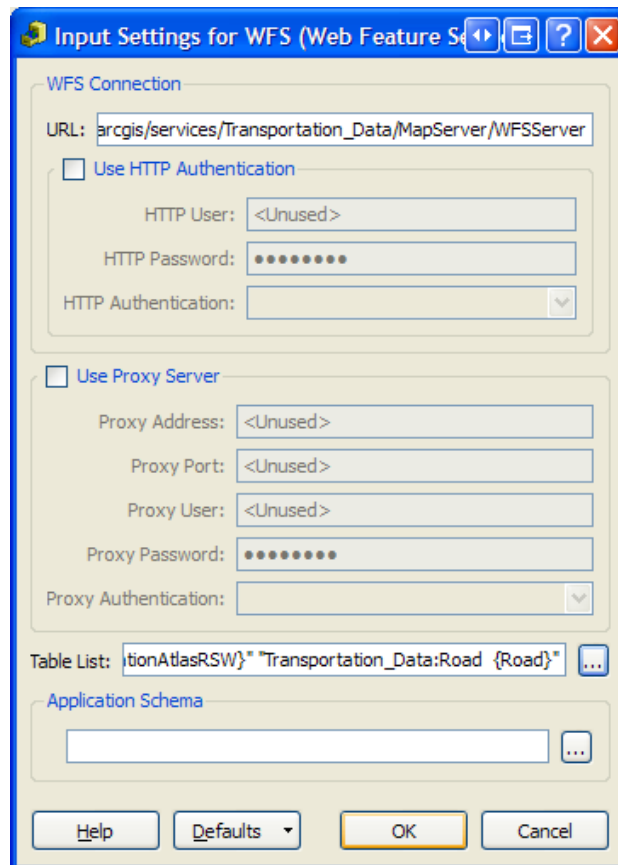 Input Settings for WFS (Web Feature Se
WFS Connection
URL: arcgis/services/Transportation_Data/MapServer/WFSServer
Use HTTP Authentication
HTTP User: <Unused>
HTTP Password: ●●●●●●●●
HTTP Authentication:
Use Proxy Server
Proxy Address: <Unused>
Proxy Port: <Unused>
Proxy User: <Unused>
Proxy Password: ●●●●●●●●
Proxy Authentication:
Table List: ationAtlasRSW}" "Transportation_Data:Road {Road}" ...
Application Schema
...
Help Defaults OK Cancel